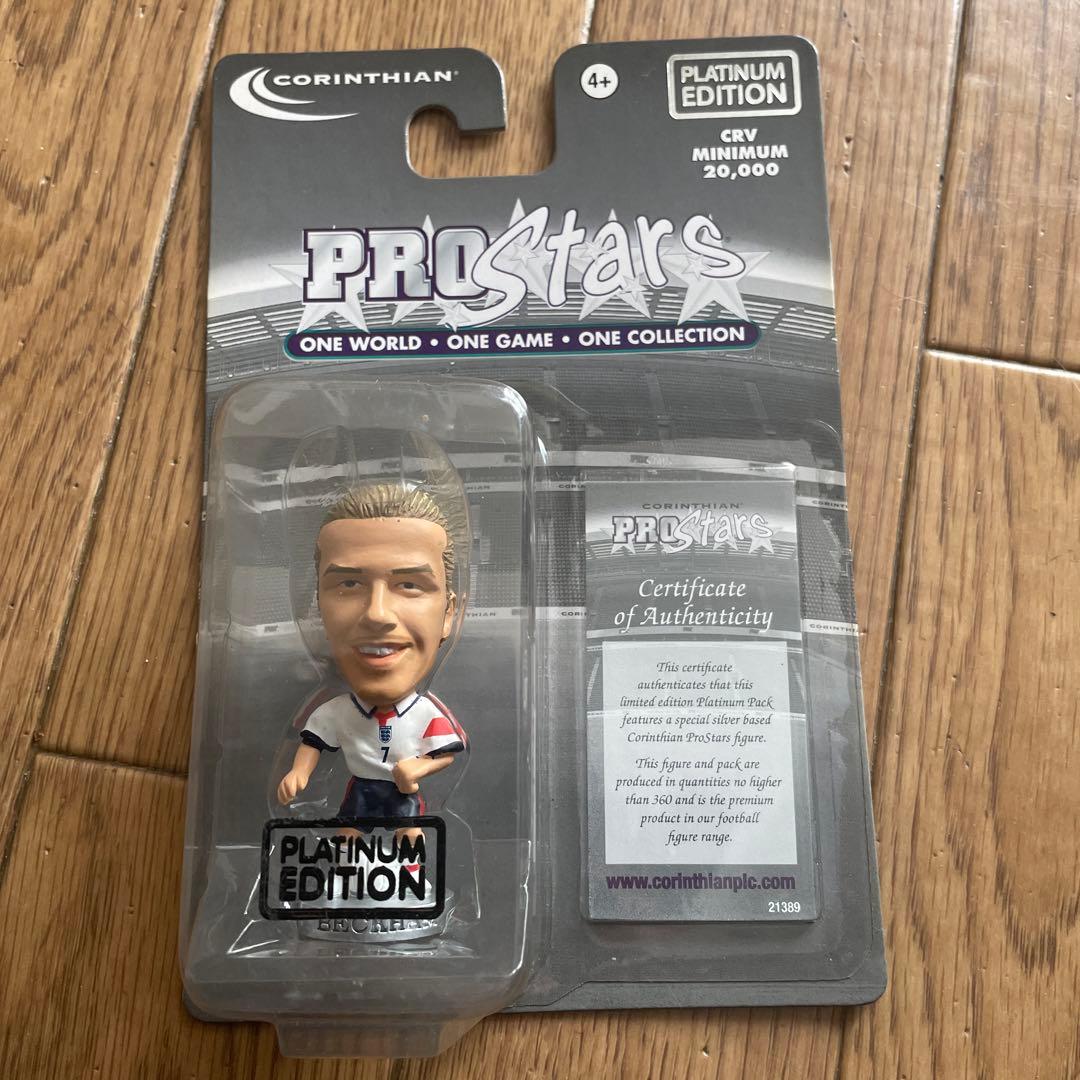 CORINTHIAN
4+
PLATINUM
EDITION
CRV
MINIMUM
20,000
PROStars
ONE WORLD • ONE GAME • ONE COLLECTION
CORINTHIAN
PROStars
Certificate
of Authenticity
This certificate
authenticates that this
limited edition Platinum Pack
features a special silver based
Corinthian ProStars figure.
This figure and pack are
produced in quantities no higher
than 360 and is the premium
product in our football
figure range.
www.corinthianplc.com
21389
7
PLATINUM
EDITION
BECKHAM